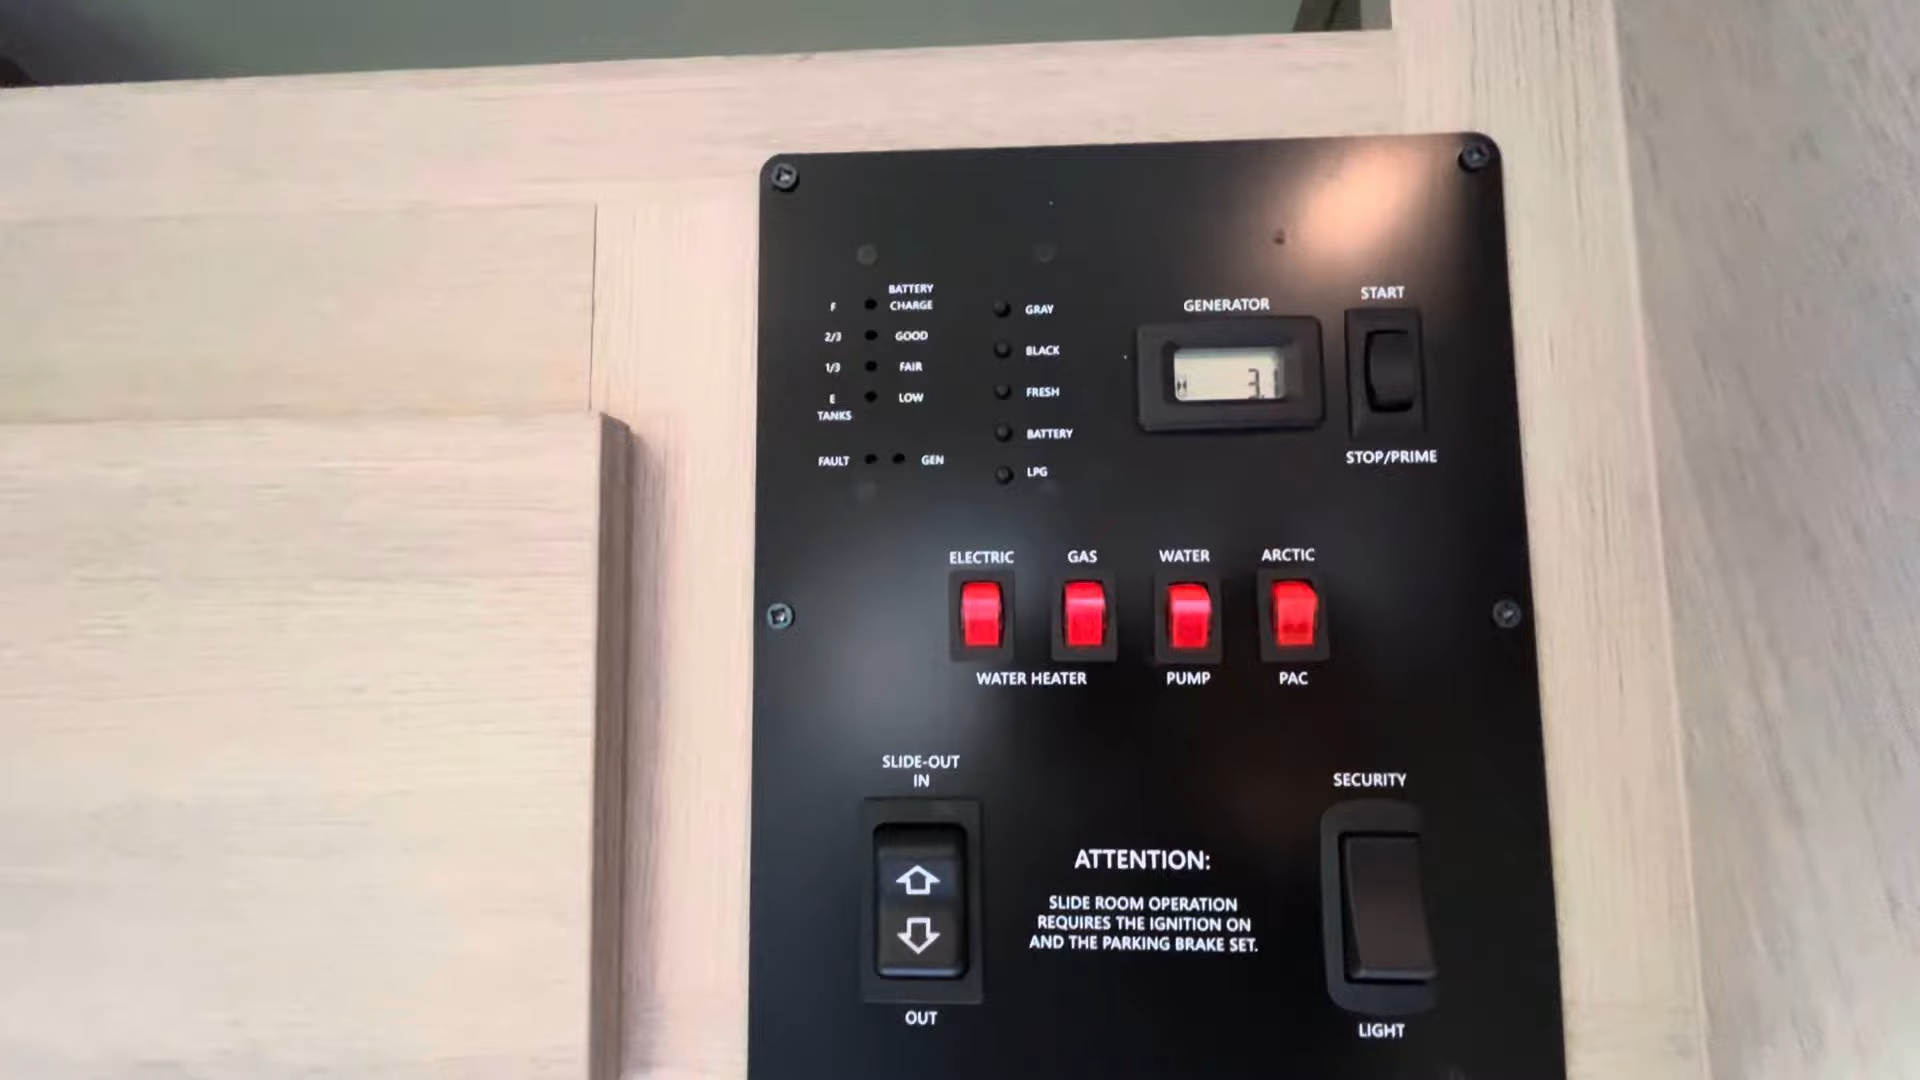 BATTERY
F CHARGE
2/3 GOOD
1/3 FAIR
E LOW
TANKS
FAULT GEN
GRAY
BLACK
FRESH
BATTERY
LPG
GENERATOR
3.1
START
STOP/PRIME
ELECTRIC GAS WATER ARCTIC
WATER HEATER PUMP PAC
SLIDE-OUT
IN
OUT
ATTENTION:
SLIDE ROOM OPERATION
REQUIRES THE IGNITION ON
AND THE PARKING BRAKE SET.
SECURITY
LIGHT